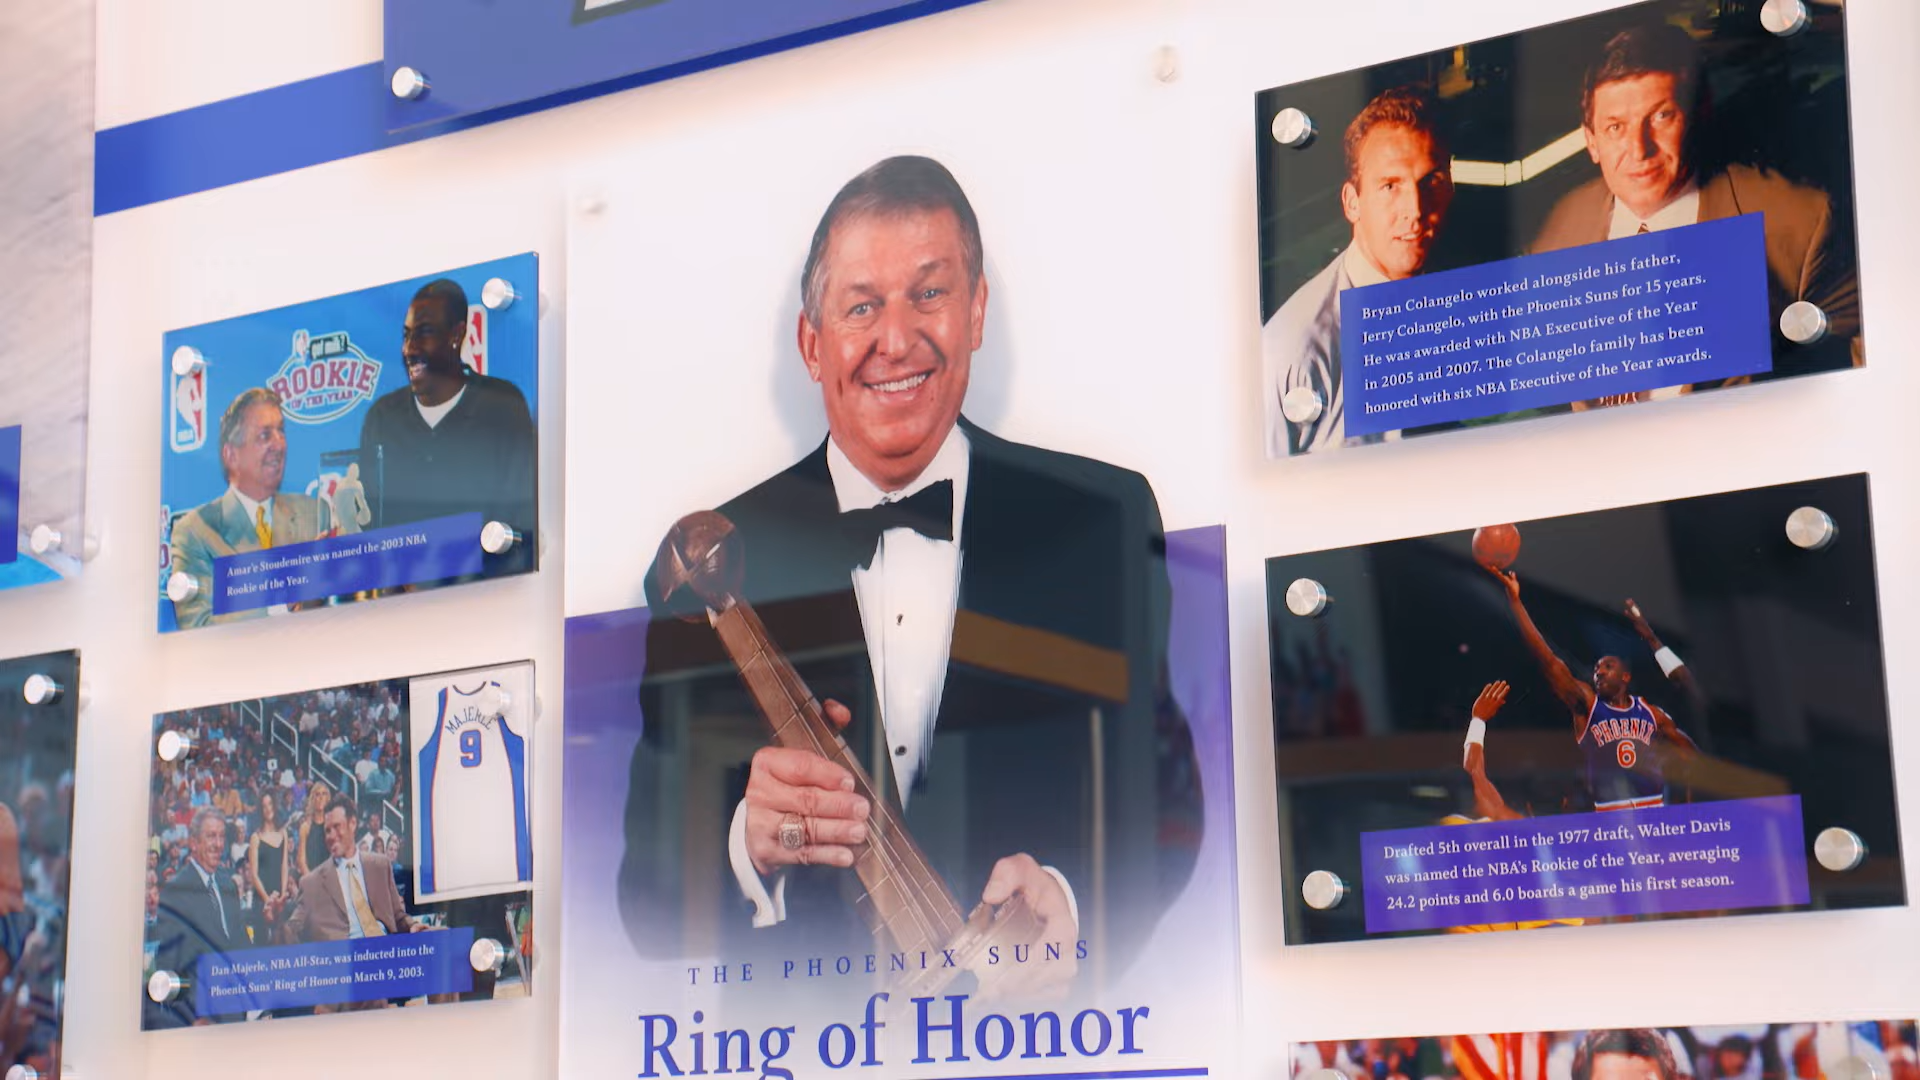 got milk?
ROOKIE
OF THE YEAR
NBA
Amar'e Stoudemire was named the 2003 NBA
Rookie of the Year.
MAJERLE
9
Dan Majerle, NBA All-Star, was inducted into the
Phoenix Suns' Ring of Honor on March 9, 2003.
THE PHOENIX SUNS
Ring of Honor
Bryan Colangelo worked alongside his father,
Jerry Colangelo, with the Phoenix Suns for 15 years.
He was awarded with NBA Executive of the Year
in 2005 and 2007. The Colangelo family has been
honored with six NBA Executive of the Year awards.
PHOENIX
6
Drafted 5th overall in the 1977 draft, Walter Davis
was named the NBA's Rookie of the Year, averaging
24.2 points and 6.0 boards a game his first season.